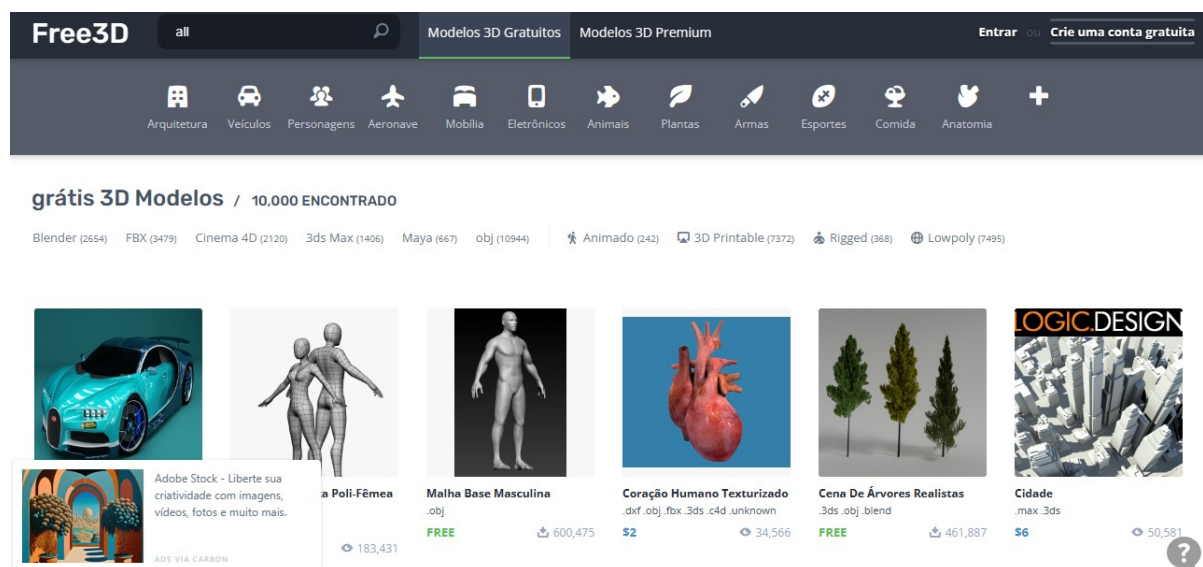 Free3D
all
Modelos 3D Gratuitos
Modelos 3D Premium
Entrar ou Crie uma conta gratuita
Arquitetura
Veículos
Personagens
Aeronave
Mobília
Eletrônicos
Animais
Plantas
Armas
Esportes
Comida
Anatomia
grátis 3D Modelos / 10,000 ENCONTRADO
Blender (2654) FBX (3479) Cinema 4D (2120) 3ds Max (1406) Maya (667) obj (10944) Animado (242) 3D Printable (7372) Rigged (368) Lowpoly (7495)
LOGIC.DESIGN
Adobe Stock - Liberte sua
criatividade com imagens,
vídeos, fotos e muito mais.
ADS VIA CARBON
Poli-Fêmea
183,431
Malha Base Masculina
.obj
FREE 600,475
Coração Humano Texturizado
.dxf .obj .fbx .3ds .c4d .unknown
$2 34,566
Cena De Árvores Realistas
.3ds .obj .blend
FREE 461,887
Cidade
.max .3ds
$6 50,581
?